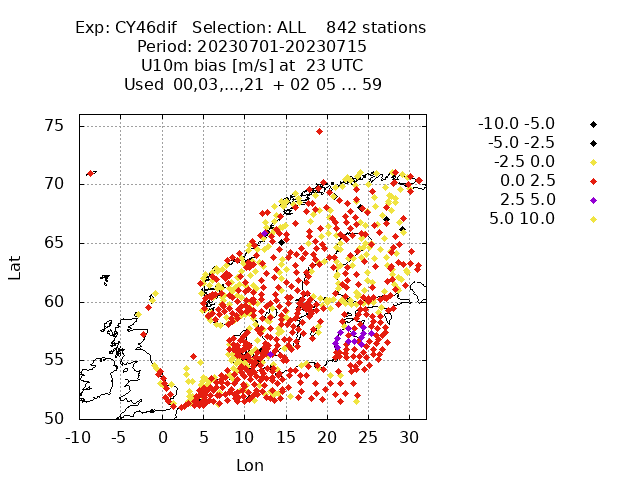 Exp: CY46dif   Selection: ALL    842 stations
Period: 20230701-20230715
U10m bias [m/s] at  23 UTC
Used  00,03,...,21  + 02 05 ... 59
-10.0 -5.0
-5.0 -2.5
-2.5 0.0
0.0 2.5
2.5 5.0
5.0 10.0
75
70
65
60
55
50
Lat
-10 -5 0 5 10 15 20 25 30
Lon